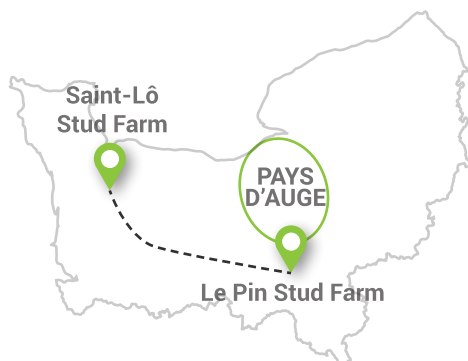 Saint-Lô
Stud Farm
PAYS
D'AUGE
Le Pin Stud Farm